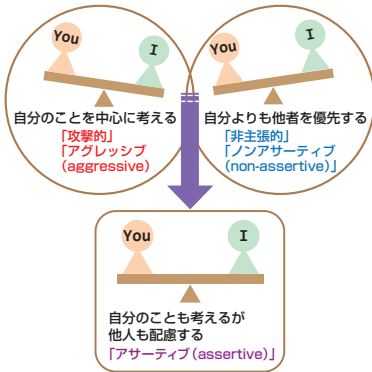 You
I
自分のことを中心に考える
「攻撃的」
「アグレッシブ
(aggressive)
You
I
自分よりも他者を優先する
「非主張的」
「ノンアサーティブ
(non-assertive)」
You
I
自分のことも考えるが
他人も配慮する
「アサーティブ(assertive)」